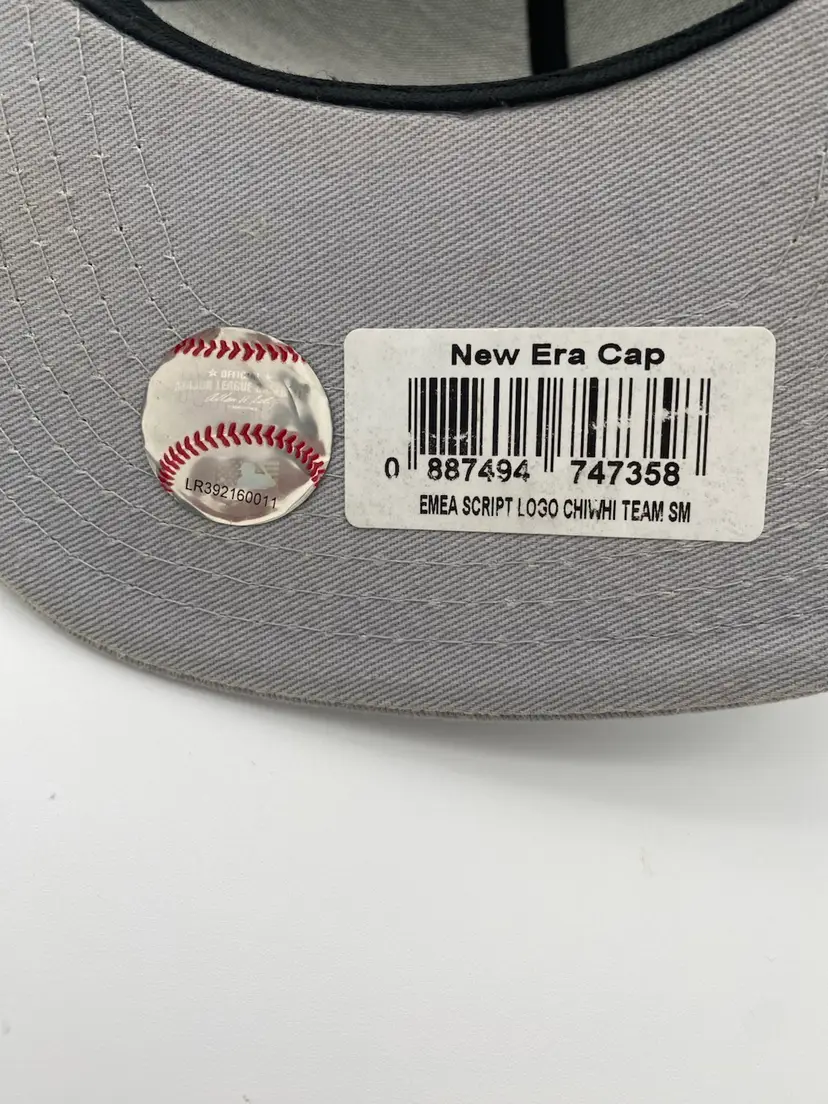 New Era Cap
0 887494 747358
EMEA SCRIPT LOGO CHIWHI TEAM SM
LR392160011